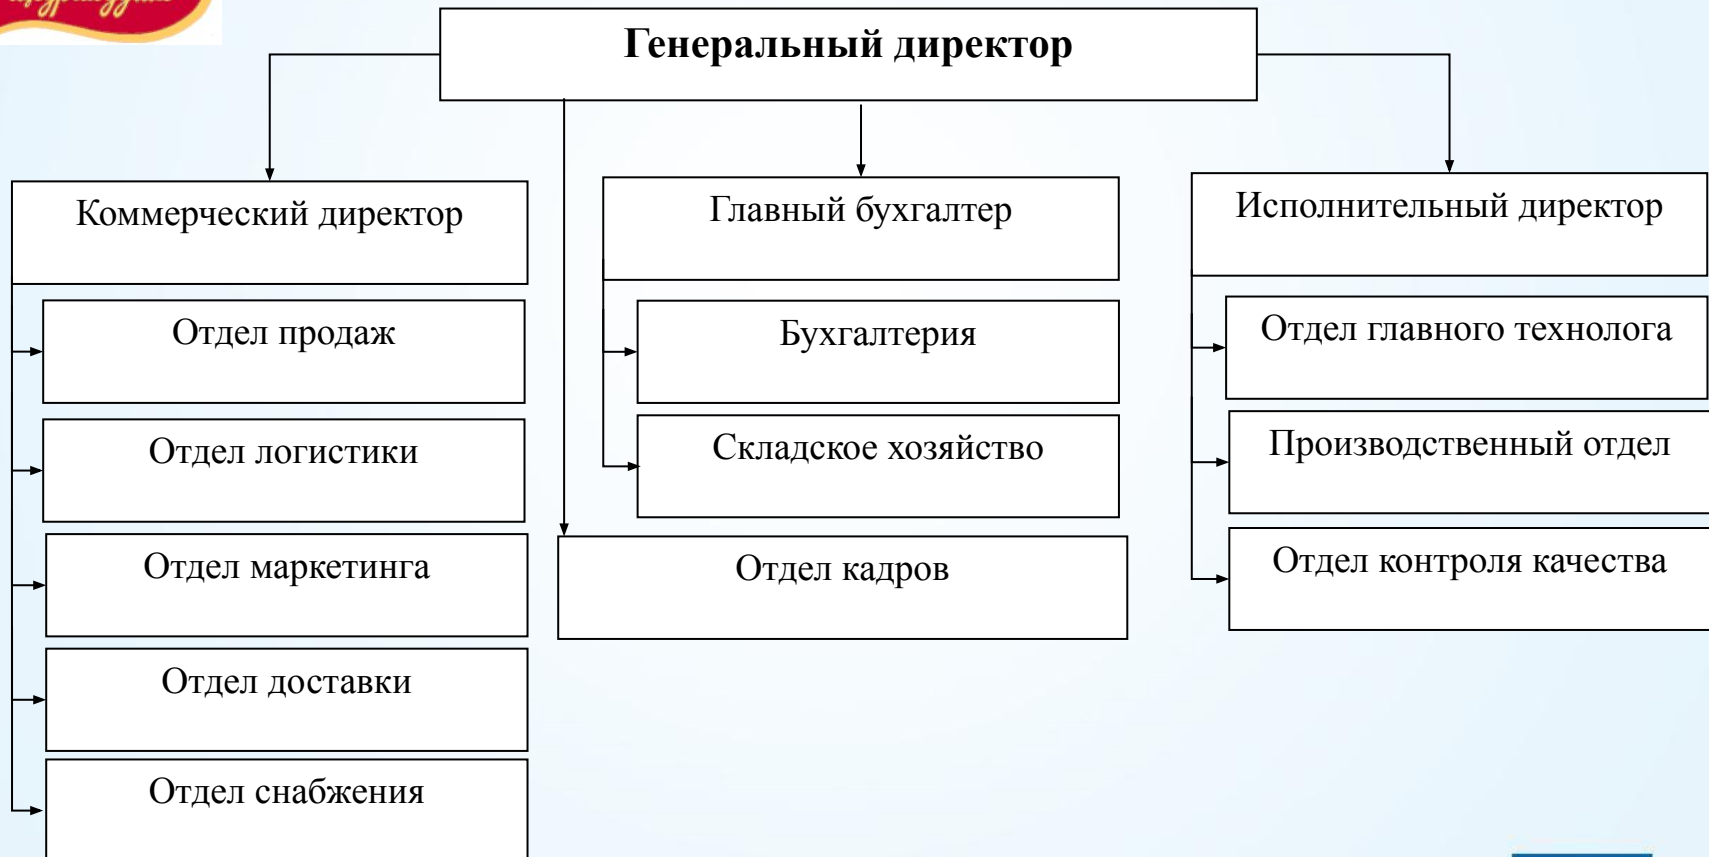 Генеральный директор
Коммерческий директор
Отдел продаж
Отдел логистики
Отдел маркетинга
Отдел доставки
Отдел снабжения
Главный бухгалтер
Бухгалтерия
Складское хозяйство
Отдел кадров
Исполнительный директор
Отдел главного технолога
Производственный отдел
Отдел контроля качества